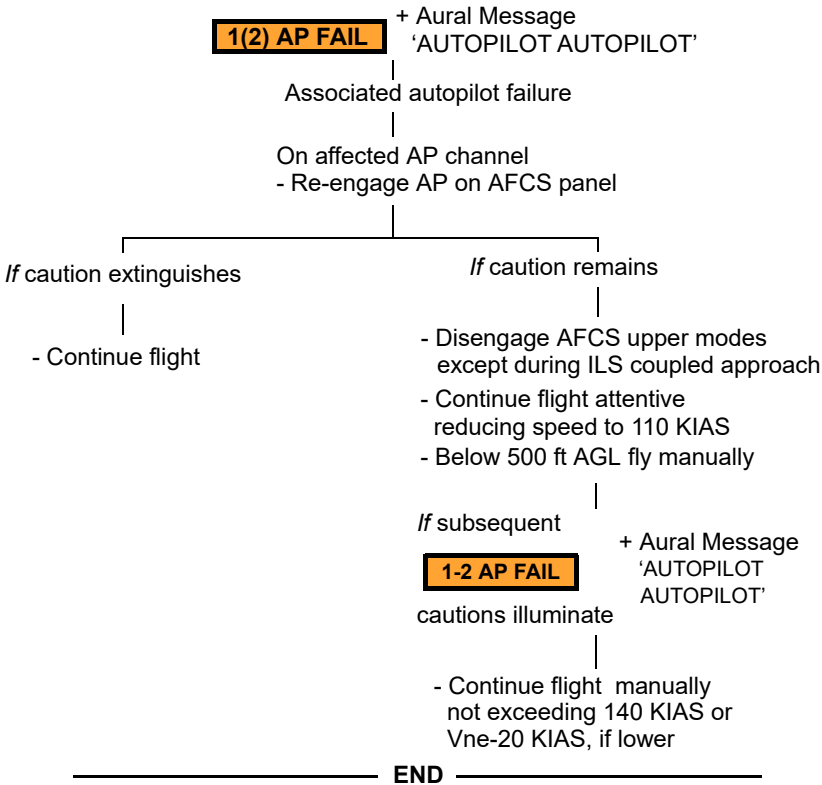 1(2) AP FAIL
+ Aural Message
'AUTOPILOT AUTOPILOT'
Associated autopilot failure
On affected AP channel
- Re-engage AP on AFCS panel
If caution extinguishes
- Continue flight
If caution remains
- Disengage AFCS upper modes
except during ILS coupled approach
- Continue flight attentive
reducing speed to 110 KIAS
- Below 500 ft AGL fly manually
If subsequent
1-2 AP FAIL
+ Aural Message
'AUTOPILOT
AUTOPILOT'
cautions illuminate
- Continue flight manually
not exceeding 140 KIAS or
Vne-20 KIAS, if lower
END